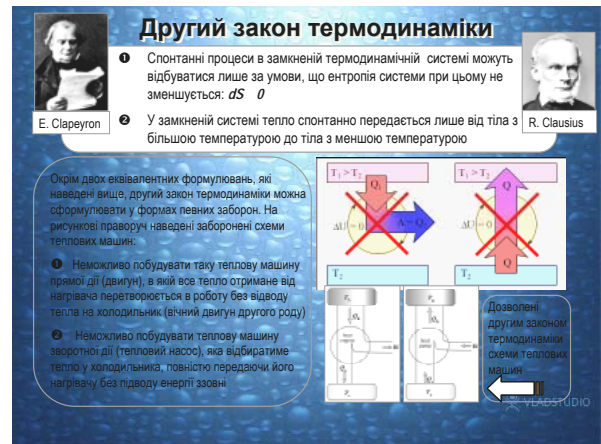 Другий закон термодинаміки
❶ Спонтанні процеси в замкненій термодинамічній системі можуть
відбуватися лише за умови, що ентропія системи при цьому не
зменшується: dS 0
❷ У замкненій системі тепло спонтанно передається лише від тіла з
більшою температурою до тіла з меншою температурою
E. Clapeyron
R. Clausius
Окрім двох еквівалентних формулювань, які
наведені вище, другий закон термодинаміки можна
сформулювати у формах певних заборон. На
рисункові праворуч наведені заборонені схеми
теплових машин:
❶ Неможливо побудувати таку теплову машину
прямої дії (двигун), в якій все тепло отримане від
нагрівача перетворюється в роботу без відводу
тепла на холодильник (вічний двигун другого роду)
❷ Неможливо побудувати теплову машину
зворотної дії (тепловий насос), яка відбиратиме
тепло у холодильника, повністю передаючи його
нагрівачу без підводу енергії ззовні
T₁ > T₂
Q₁
ΔU = 0
A = Q₁
T₂
T₁ > T₂
Q
ΔU = 0
Q
T₂
Дозволені
другим законом
термодинаміки
схеми теплових
машин
VLADSTUDIO